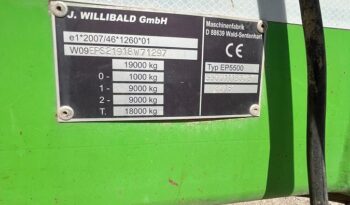 J. WILLIBALD GmbH
Maschinenfabrik
D 88639 Wald-Sentenhart
e1*2007/46*1260*01
CE
W09EPS21918W71297
19000 kg
Typ EP5500
0- 1000 kg
1- 9000 kg
2- 9000 kg
T. 18000 kg